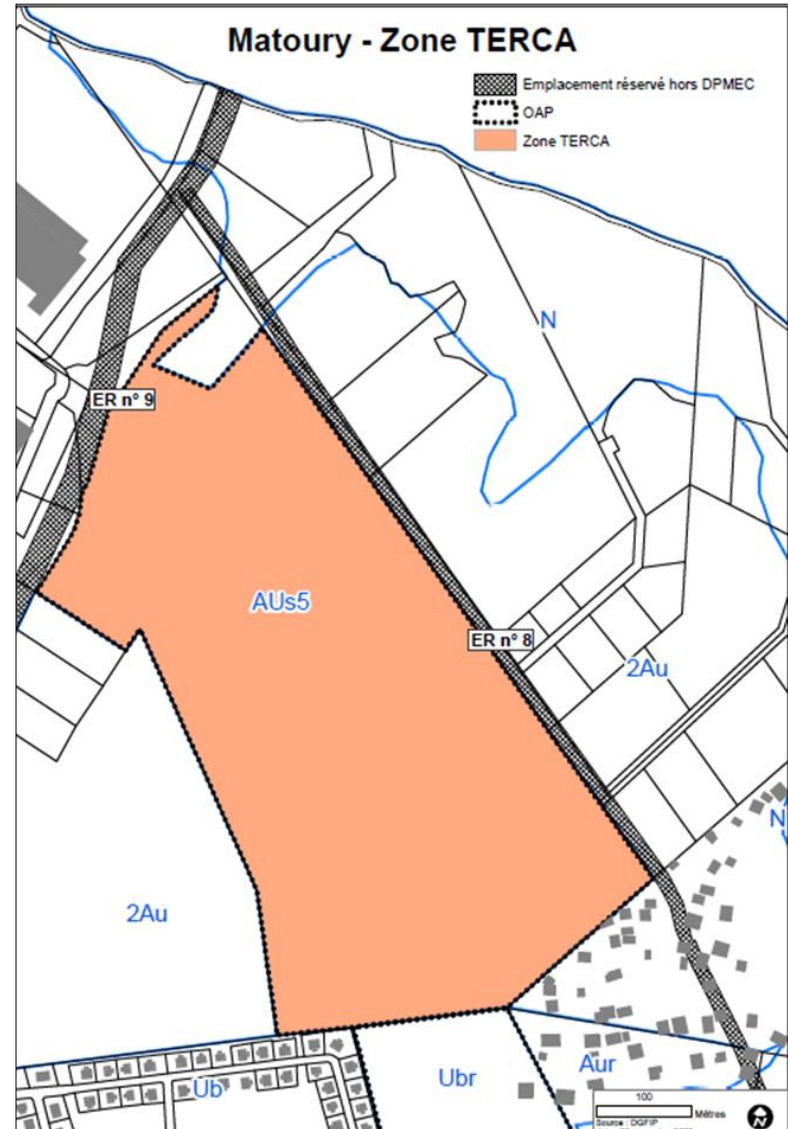 Matoury - Zone TERCA
Emplacement réservé hors DPMEC
OAP
Zone TERCA
N
ER n° 9
AUs5
ER n° 8
2Au
N
2Au
Ub
Ubr
Aur
100
Mètres
Source : DGFIP
N